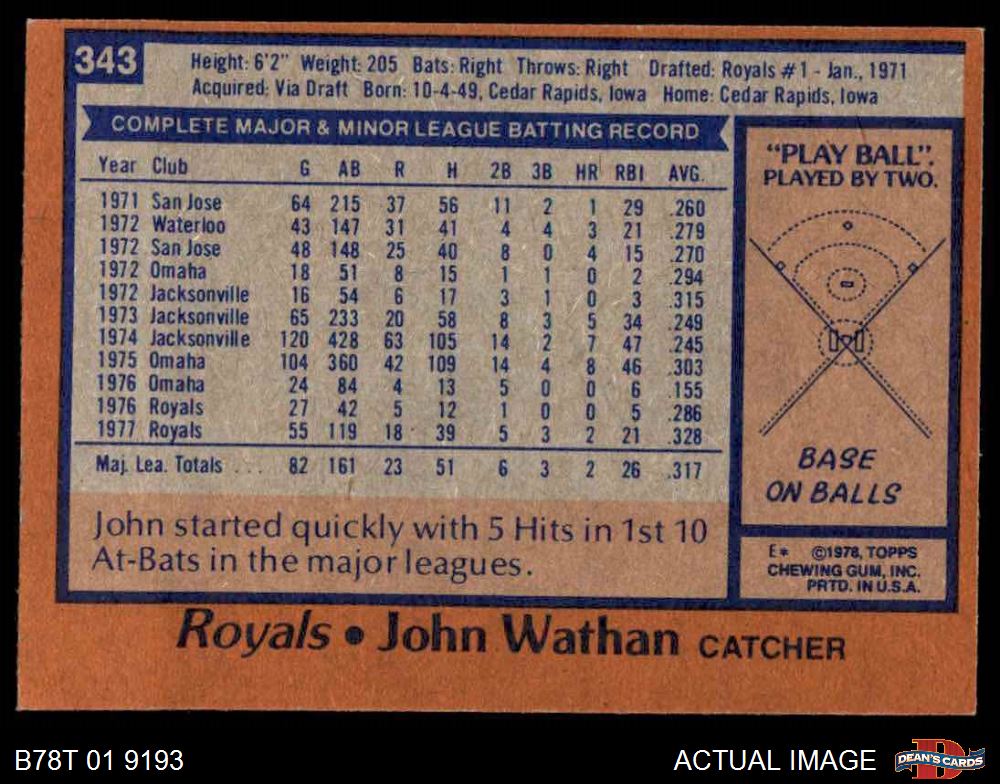 343
Height: 6'2" Weight: 205 Bats: Right Throws: Right Drafted: Royals #1 - Jan., 1971
Acquired: Via Draft Born: 10-4-49, Cedar Rapids, Iowa Home: Cedar Rapids, Iowa
COMPLETE MAJOR & MINOR LEAGUE BATTING RECORD
Year Club G AB R H 2B 3B HR RBI AVG.
1971 San Jose 64 215 37 56 11 2 1 29 .260
1972 Waterloo 43 147 31 41 4 4 3 21 .279
1972 San Jose 48 148 25 40 8 0 4 15 .270
1972 Omaha 18 51 8 15 1 1 0 2 .294
1972 Jacksonville 16 54 6 17 3 1 0 3 .315
1973 Jacksonville 65 233 20 58 8 3 5 34 .249
1974 Jacksonville 120 428 63 105 14 2 7 47 .245
1975 Omaha 104 360 42 109 14 4 8 46 .303
1976 Omaha 24 84 4 13 5 0 0 6 .155
1976 Royals 27 42 5 12 1 0 0 5 .286
1977 Royals 55 119 18 39 5 3 2 21 .328
Maj. Lea. Totals ... 82 161 23 51 6 3 2 26 .317
John started quickly with 5 Hits in 1st 10
At-Bats in the major leagues.
"PLAY BALL".
PLAYED BY TWO.
BASE
ON BALLS
E* ©1978, TOPPS
CHEWING GUM, INC.
PRTD. IN U.S.A.
Royals • John Wathan CATCHER
B78T 01 9193
ACTUAL IMAGE
DEAN'S CARDS